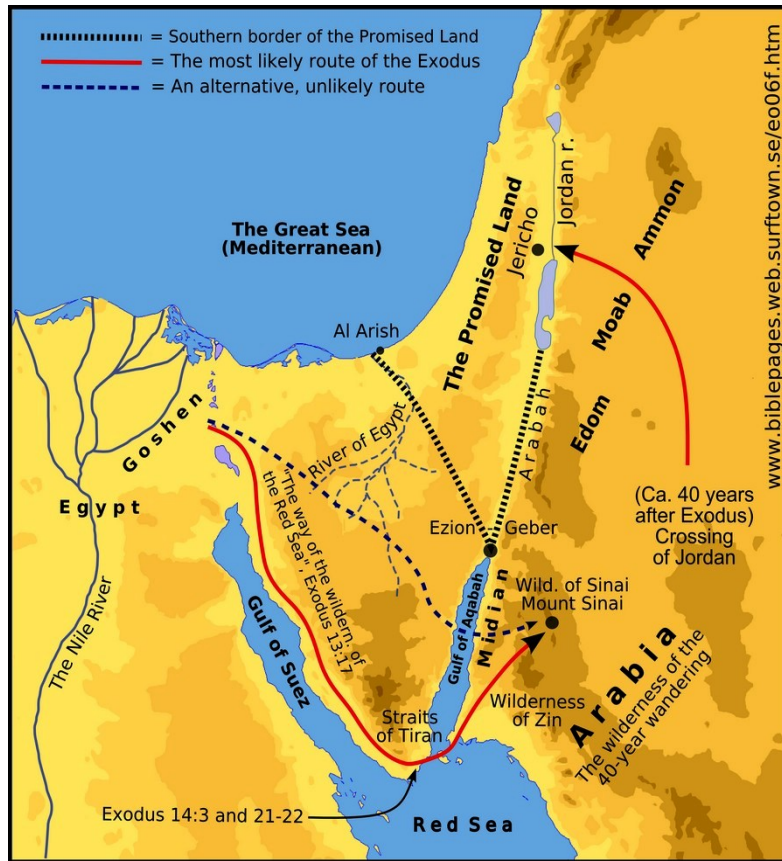 = Southern border of the Promised Land
= The most likely route of the Exodus
= An alternative, unlikely route
www.biblepages.web.surftown.se/eo06f.htm
The Great Sea
(Mediterranean)
The Promised Land
Jericho
Jordan r.
Ammon
Moab
Edom
Al Arish
Arabah
River of Egypt
Goshen
Egypt
The Nile River
"The way of the wildern. of
the Red Sea", Exodus 13:17
Ezion Geber
(Ca. 40 years
after Exodus)
Crossing
of Jordan
Gulf of Suez
Gulf of Aqabah
Midian
Wild. of Sinai
Mount Sinai
Straits
of Tiran
Wilderness
of Zin
Arabia
The wilderness of the
40-year wandering
Exodus 14:3 and 21-22
Red Sea